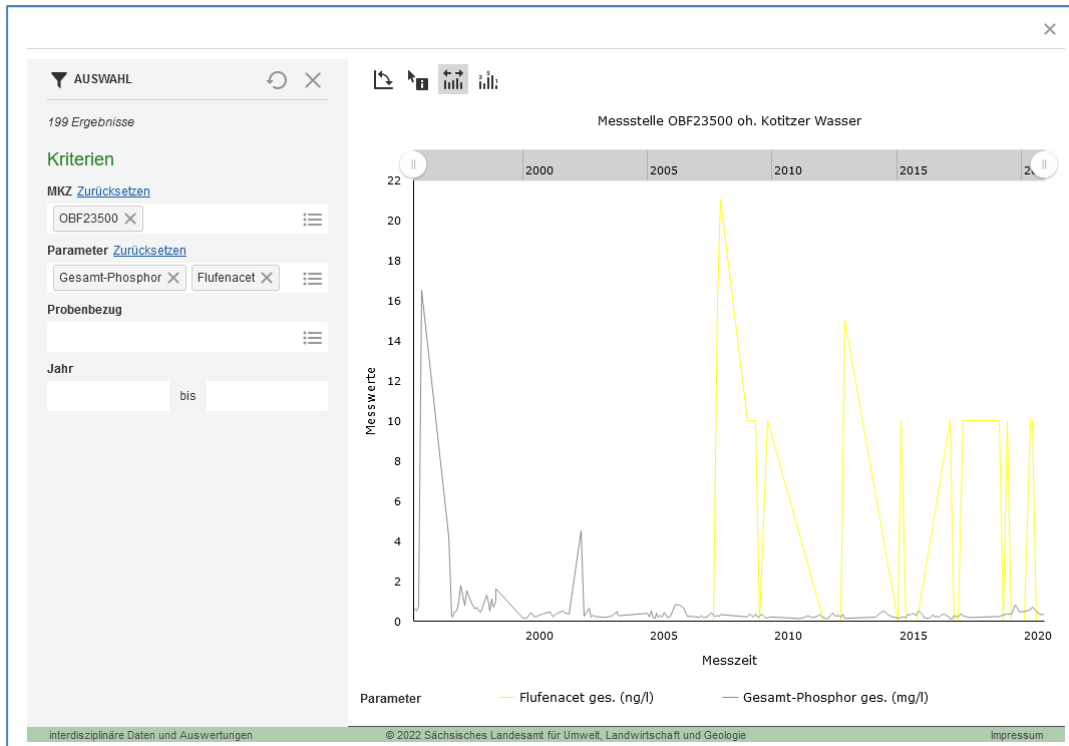 AUSWAHL
199 Ergebnisse
Kriterien
MKZ Zurücksetzen
OBF23500
Parameter Zurücksetzen
Gesamt-Phosphor Flufenacet
Probenbezug
Jahr
bis
Messstelle OBF23500 oh. Kotitzer Wasser
2000 2005 2010 2015
22
20
18
16
14
12
10
8
6
4
2
0
Messwerte
2000 2005 2010 2015 2020
Messzeit
Parameter Flufenacet ges. (ng/l) Gesamt-Phosphor ges. (mg/l)
interdisziplinäre Daten und Auswertungen © 2022 Sächsisches Landesamt für Umwelt, Landwirtschaft und Geologie Impressum